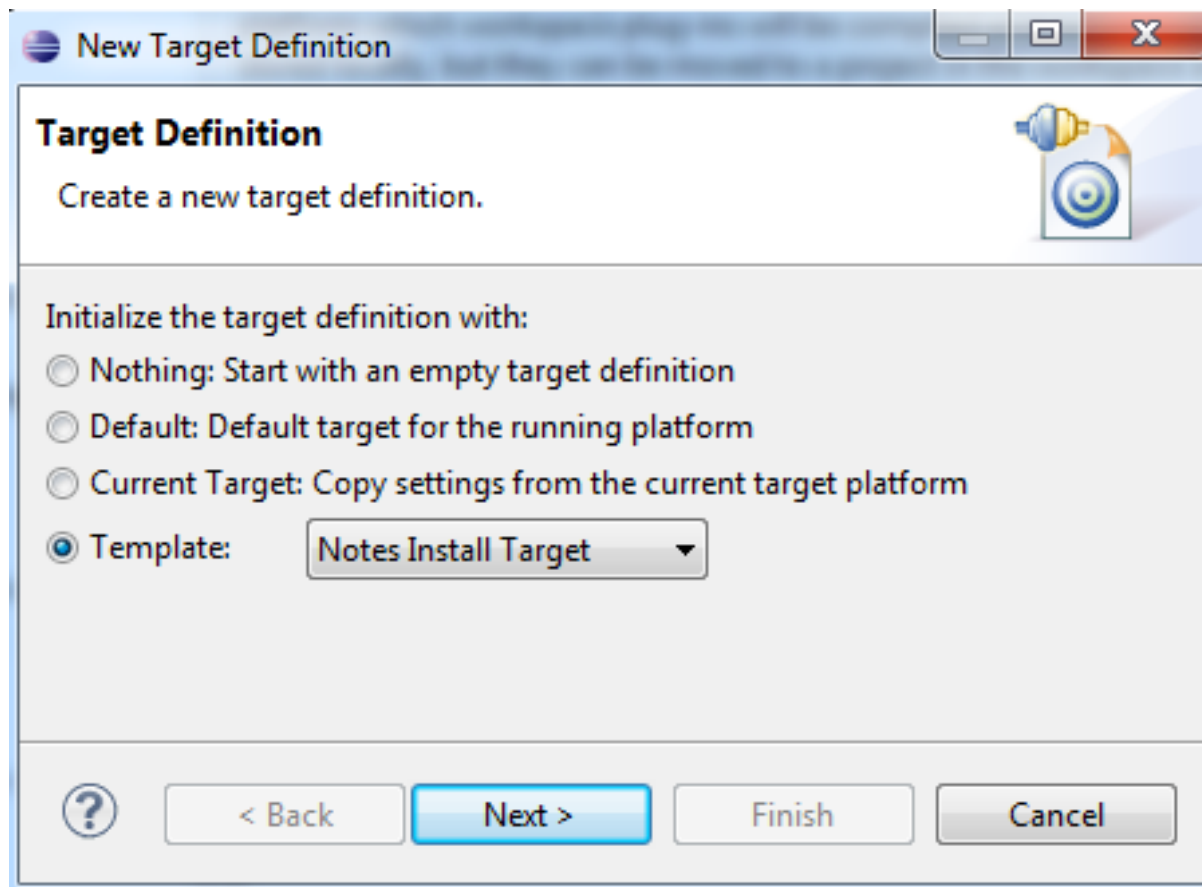 New Target Definition
Target Definition
Create a new target definition.
Initialize the target definition with:
Nothing: Start with an empty target definition
Default: Default target for the running platform
Current Target: Copy settings from the current target platform
Template: Notes Install Target
? < Back Next > Finish Cancel